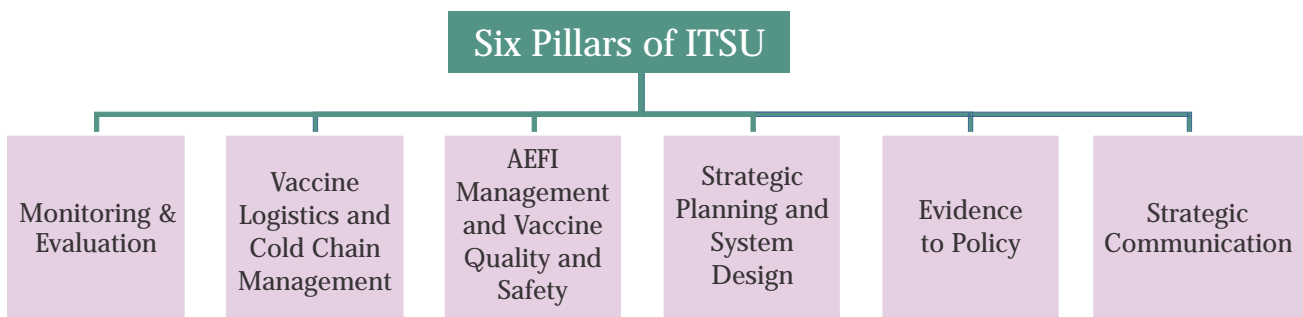 Six Pillars of ITSU
Monitoring &
Evaluation
Vaccine
Logistics and
Cold Chain
Management
AEFI
Management
and Vaccine
Quality and
Safety
Strategic
Planning and
System
Design
Evidence
to Policy
Strategic
Communication